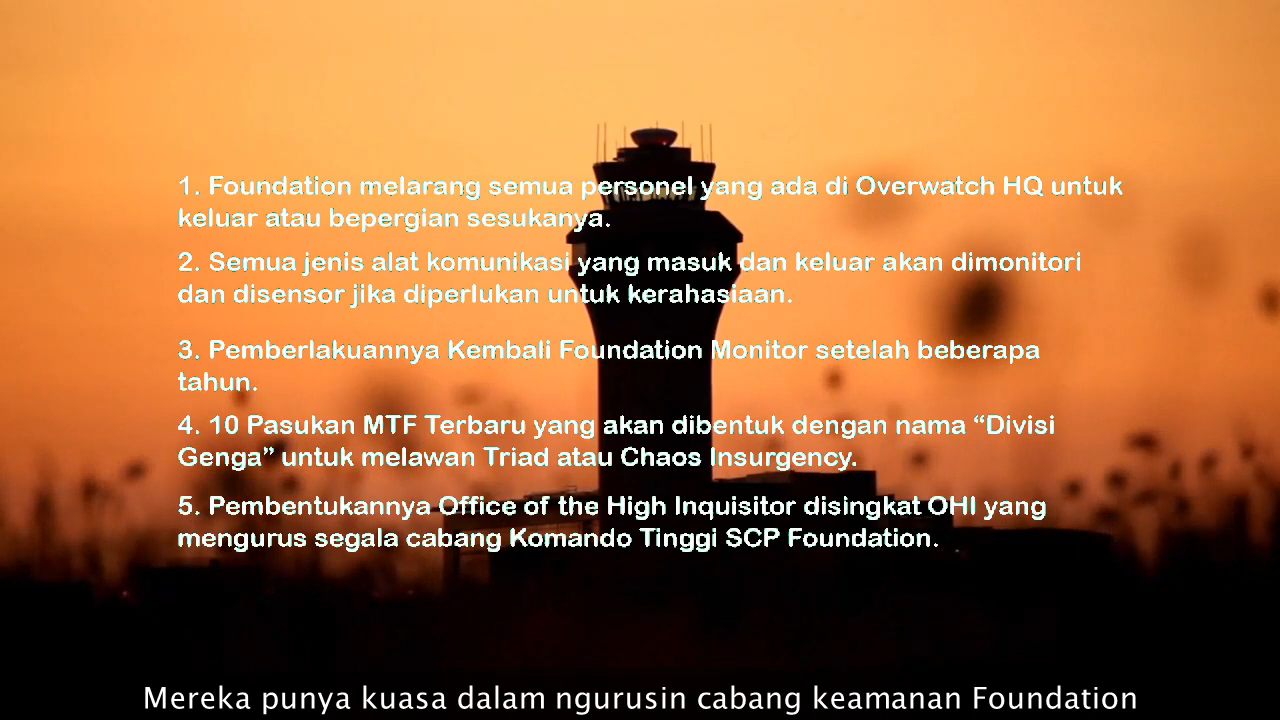 1. Foundation melarang semua personel yang ada di Overwatch HQ untuk
keluar atau bepergian sesukanya.
2. Semua jenis alat komunikasi yang masuk dan keluar akan dimonitori
dan disensor jika diperlukan untuk kerahasiaan.
3. Pemberlakuannya Kembali Foundation Monitor setelah beberapa
tahun.
4. 10 Pasukan MTF Terbaru yang akan dibentuk dengan nama “Divisi
Genga” untuk melawan Triad atau Chaos Insurgency.
5. Pembentukannya Office of the High Inquisitor disingkat OHI yang
mengurus segala cabang Komando Tinggi SCP Foundation.
Mereka punya kuasa dalam ngurusin cabang keamanan Foundation